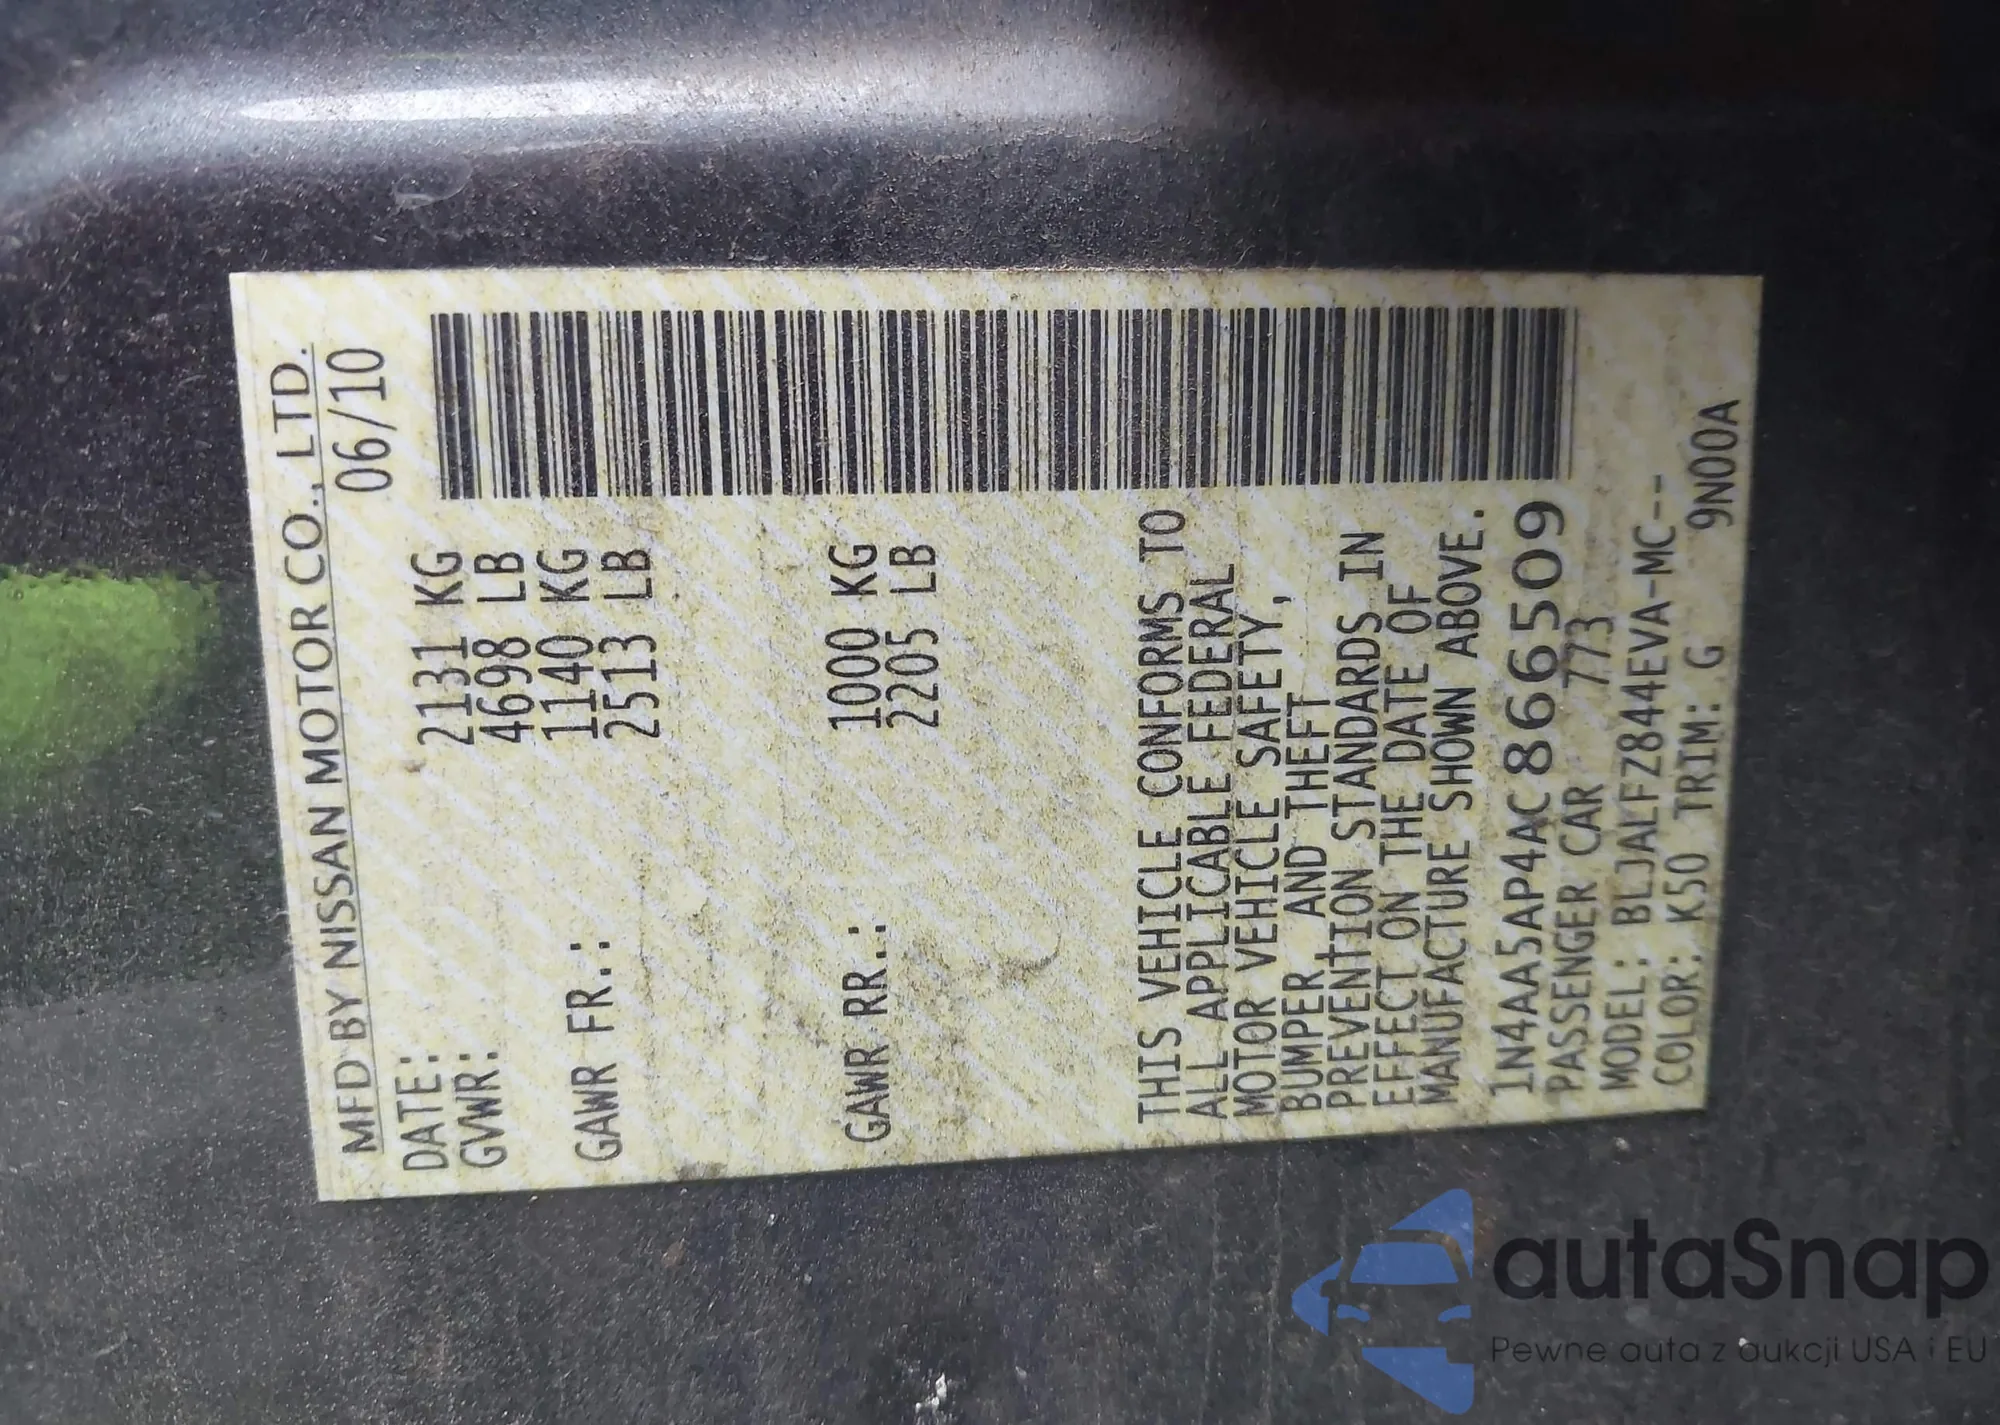 MFD BY NISSAN MOTOR CO., LTD.
DATE: 06/10
GVWR: 2131 KG
4698 LB
GAWR FR.: 1140 KG
2513 LB
GAWR RR.: 1000 KG
2205 LB
THIS VEHICLE CONFORMS TO
ALL APPLICABLE FEDERAL
MOTOR VEHICLE SAFETY,
BUMPER AND THEFT
PREVENTION STANDARDS IN
EFFECT ON THE DATE OF
MANUFACTURE SHOWN ABOVE.
1N4AA5AP4AC866509
PASSENGER CAR 773
MODEL: BLJALFZ844EVA-MC--
COLOR: K50 TRIM: G 9N00A
autaSnap
Pewne auta z aukcji USA i EU